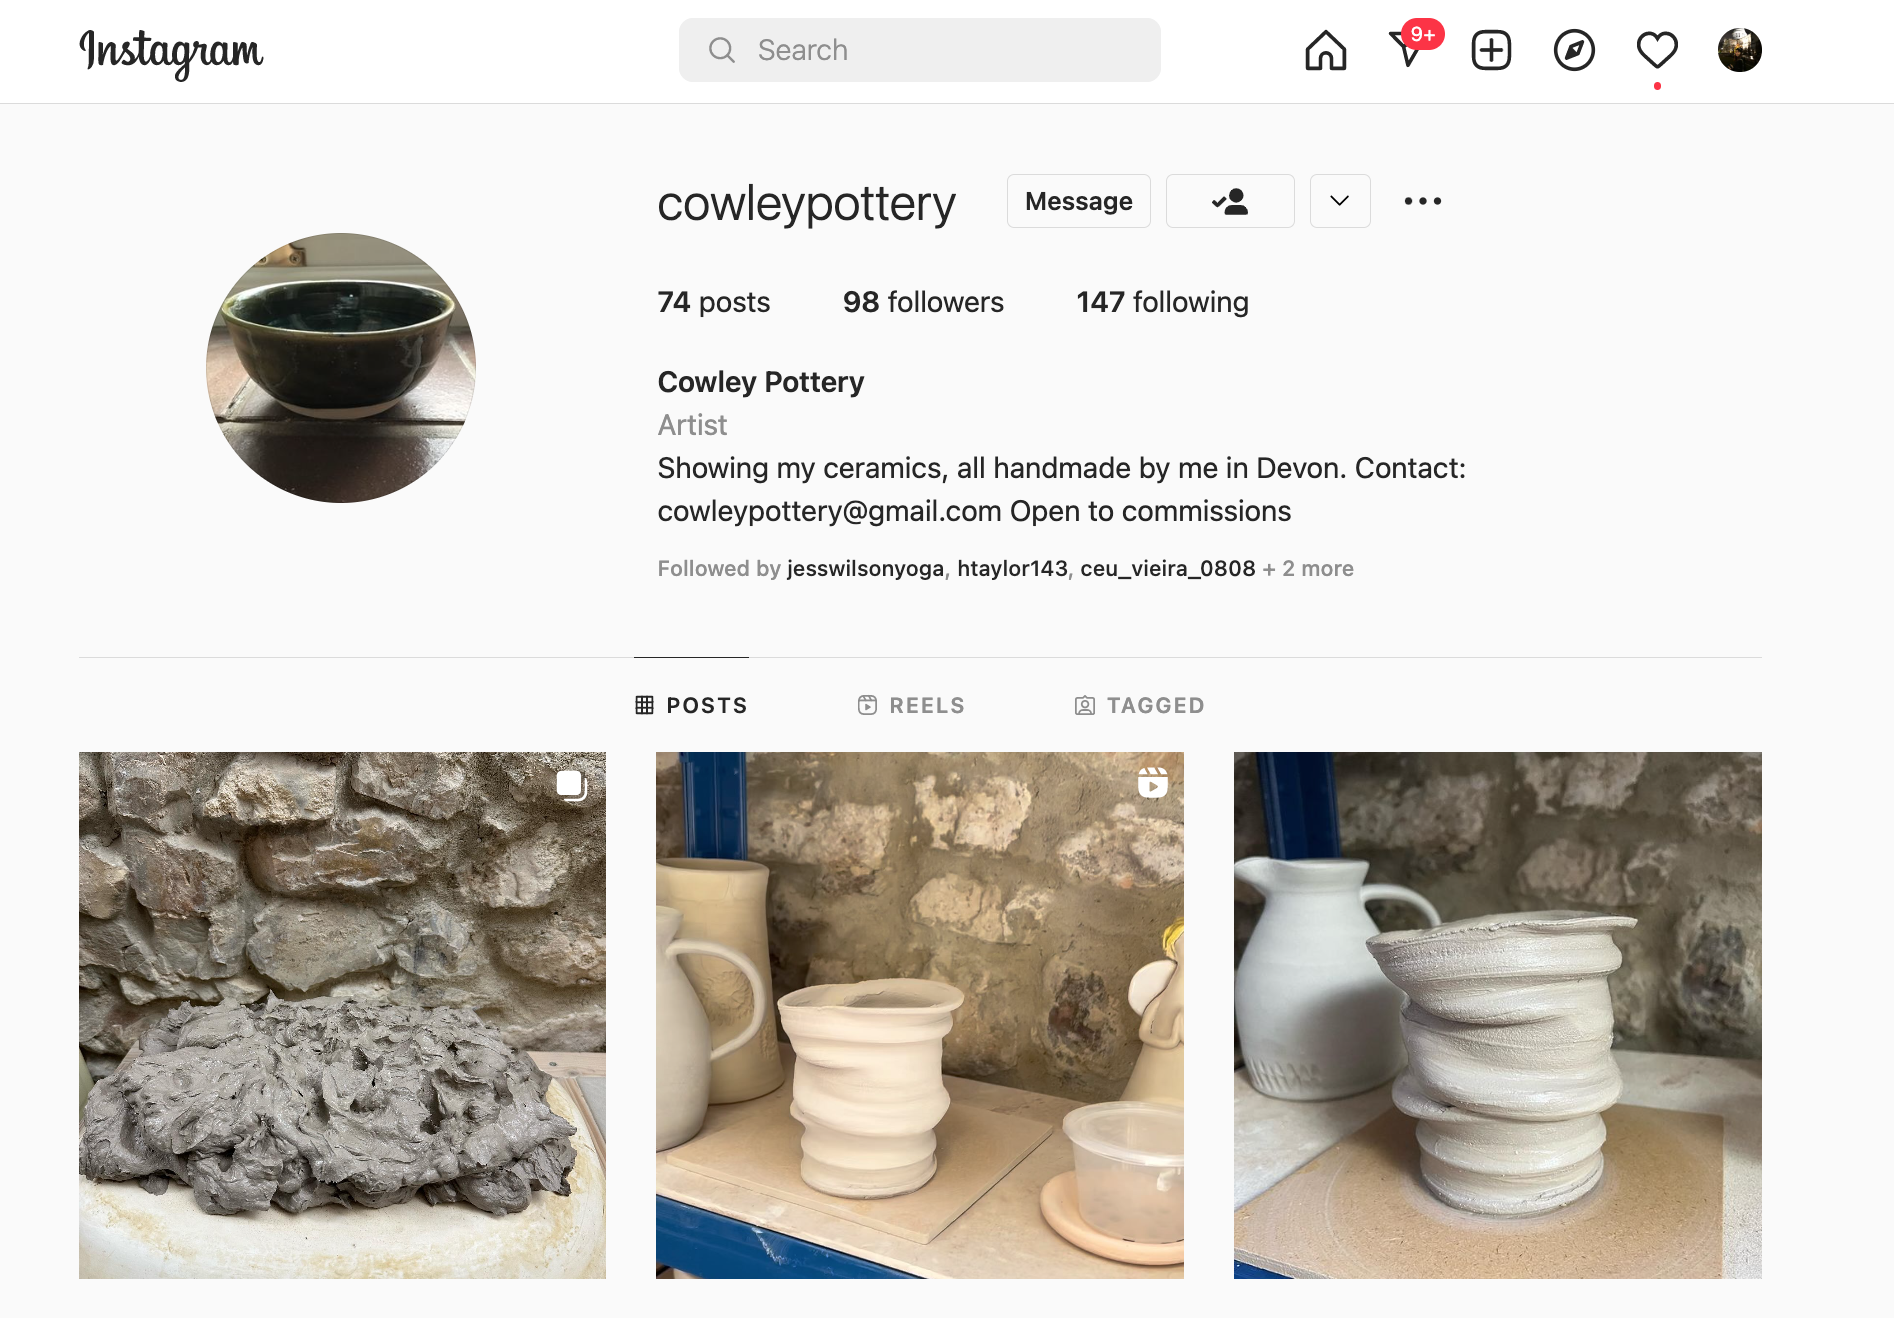 Instagram
Search
9+
cowleypottery
Message
74 posts
98 followers
147 following
Cowley Pottery
Artist
Showing my ceramics, all handmade by me in Devon. Contact:
cowleypottery@gmail.com Open to commissions
Followed by jesswilsonyoga, htaylor143, ceu_vieira_0808 + 2 more
POSTS
REELS
TAGGED